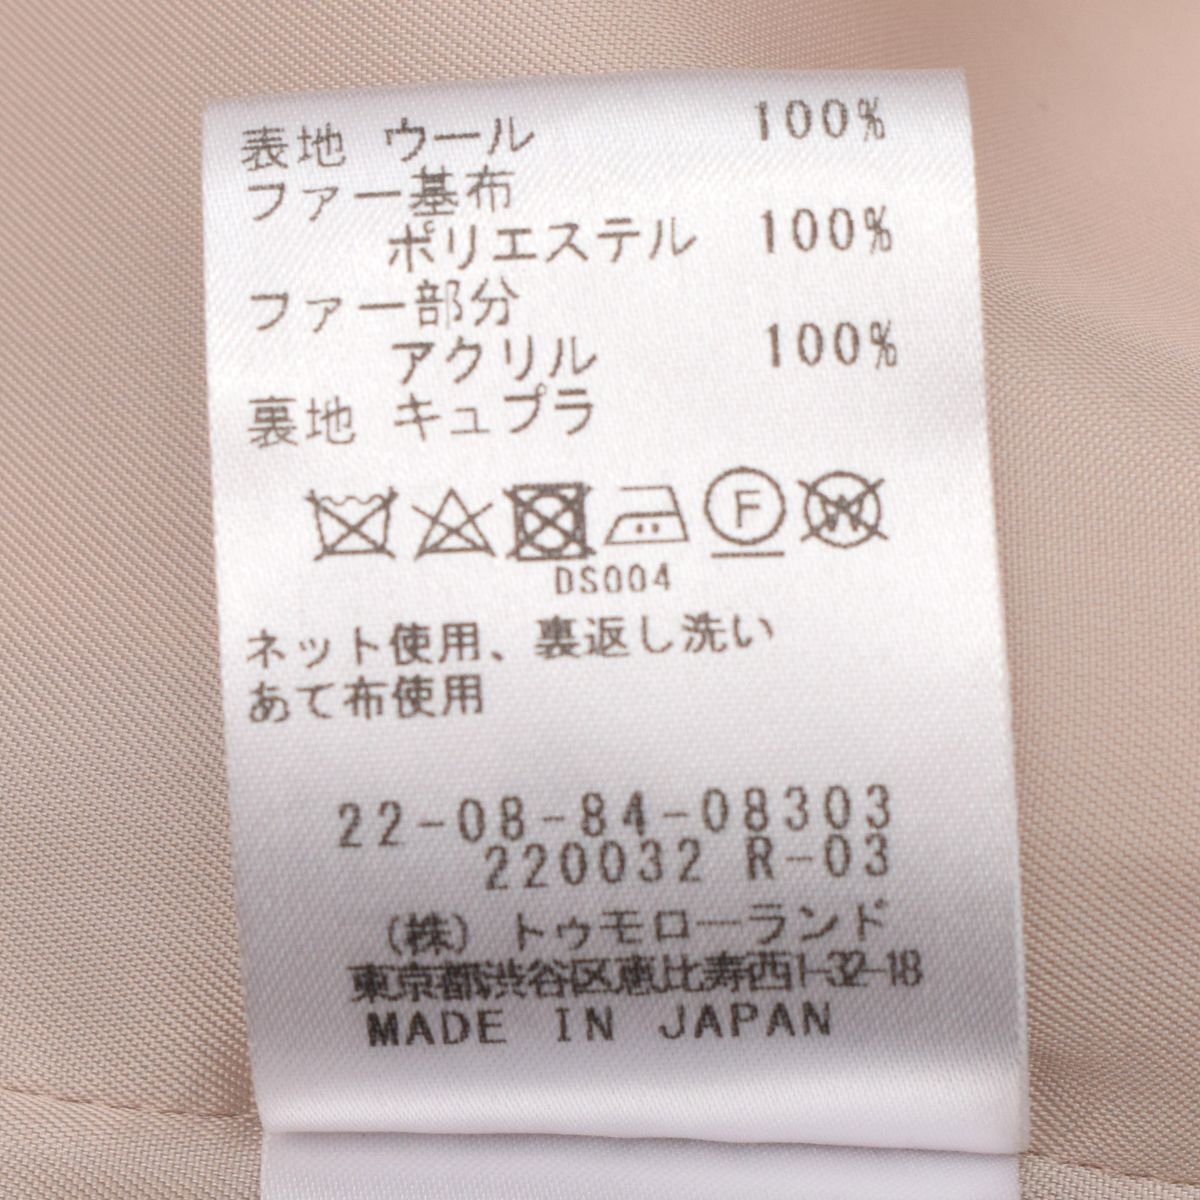 表地 ウール 100%
ファー基布
ポリエステル 100%
ファー部分
アクリル 100%
裏地 キュプラ
F W
DS004
ネット使用、裏返し洗い
あて布使用
22-08-84-08303
220032 R-03
(株) トゥモローランド
東京都渋谷区恵比寿西1-32-18
MADE IN JAPAN